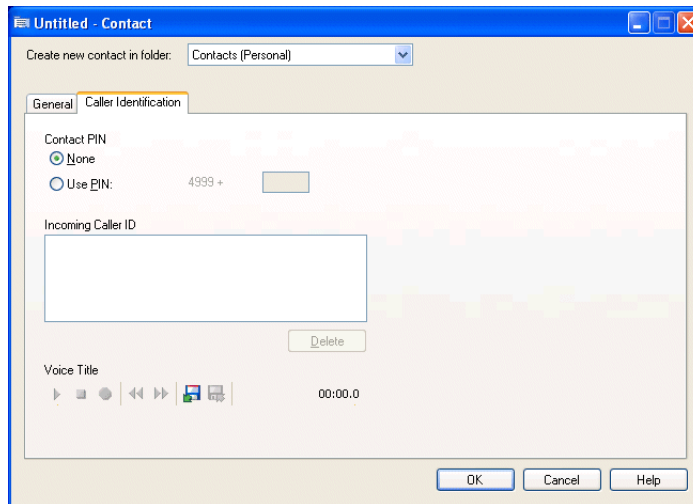 Untitled - Contact
Create new contact in folder: Contacts (Personal)
General Caller Identification
Contact PIN
None
Use PIN: 4999 +
Incoming Caller ID
Delete
Voice Title
00:00.0
OK Cancel Help